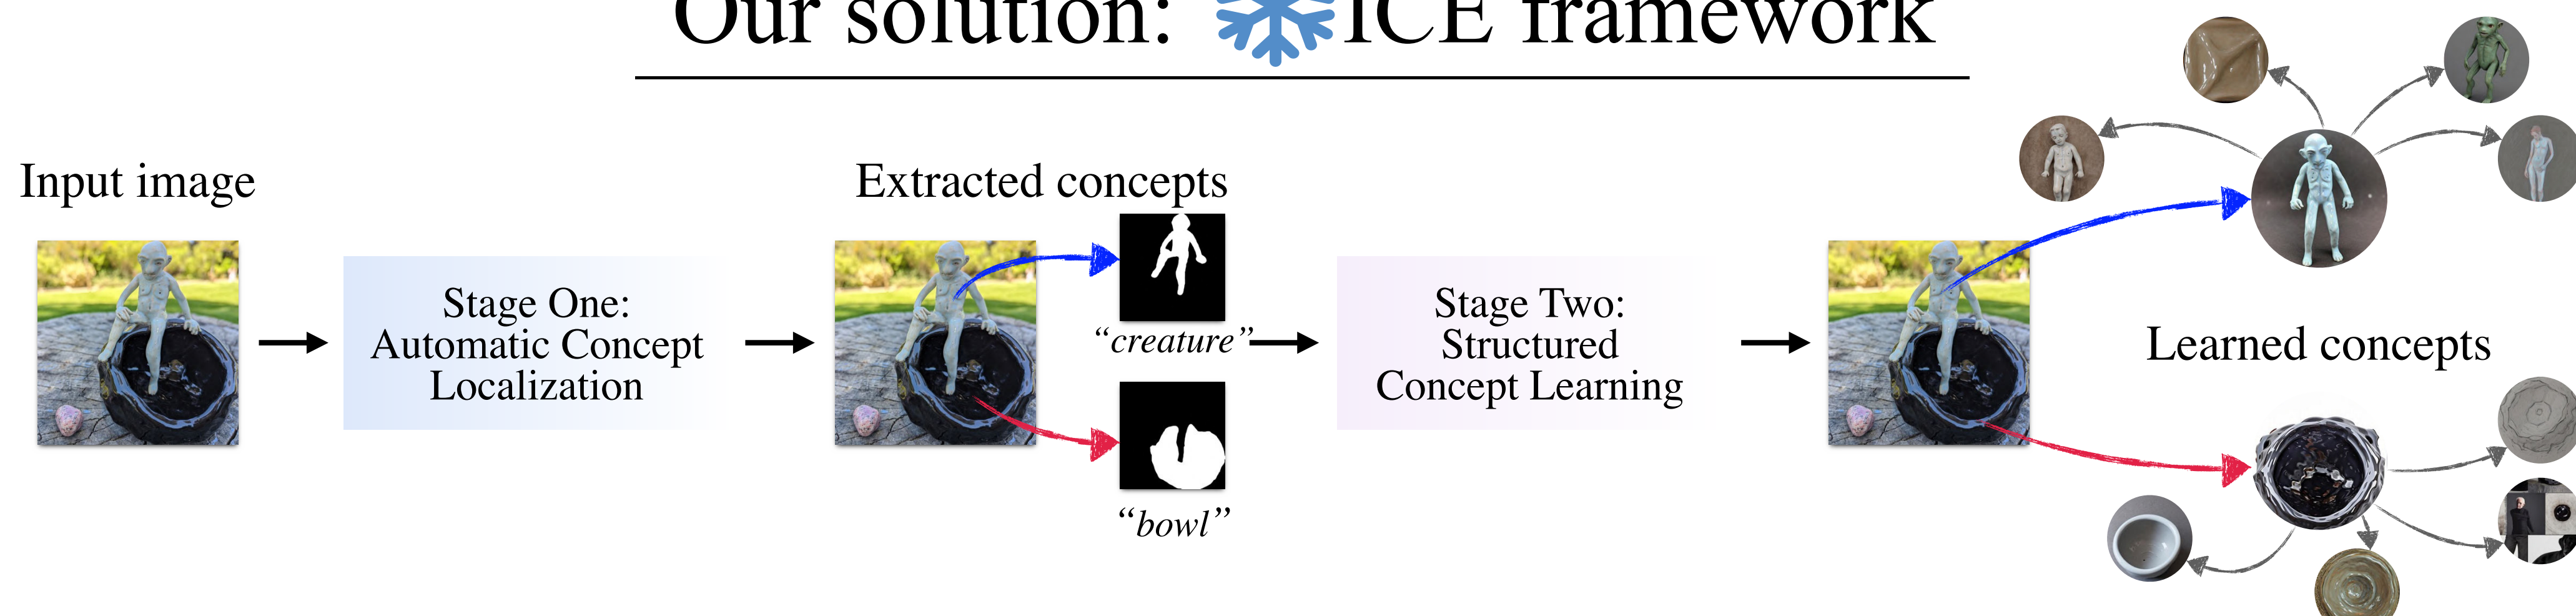 Our solution: ICE framework
Input image
Extracted concepts
Stage One:
Automatic Concept
Localization
“creature”
“bowl”
Stage Two:
Structured
Concept Learning
Learned concepts